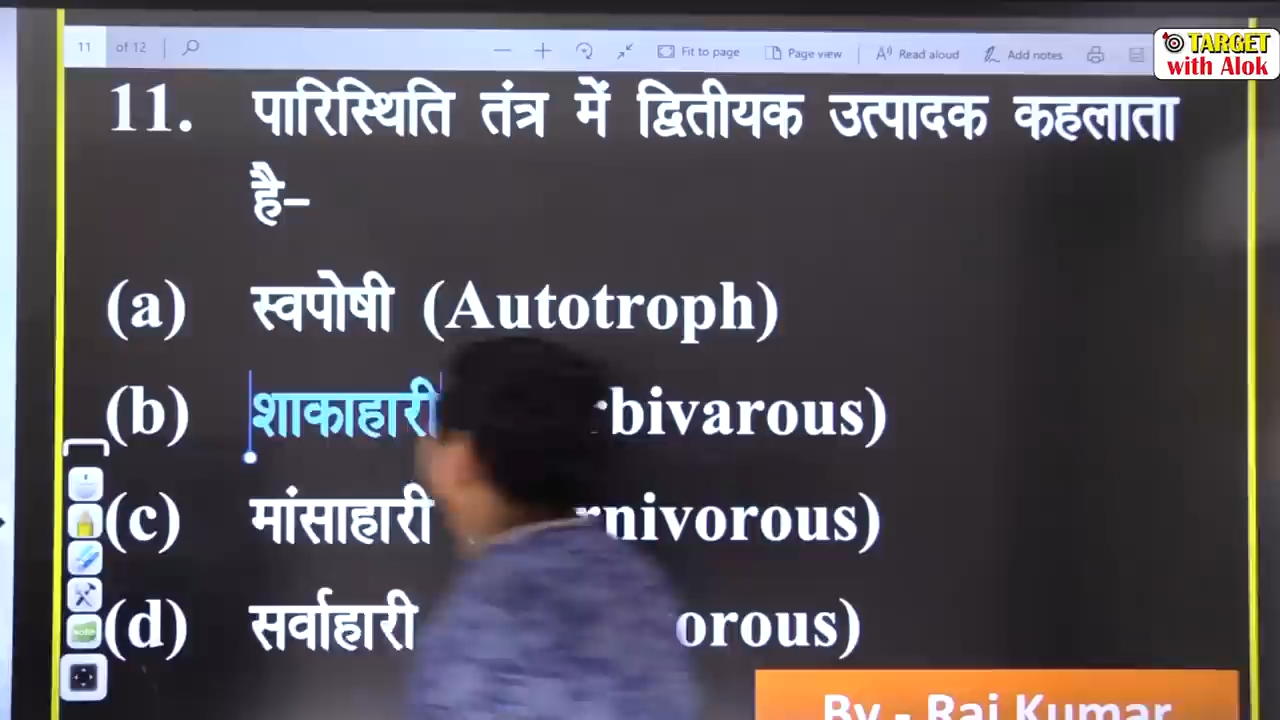 11 of 12 Fit to page Page view Read aloud Add notes
TARGET
with Alok
11. पारिस्थिति तंत्र में द्वितीयक उत्पादक कहलाता
है–
(a) स्वपोषी (Autotroph)
(b) शाकाहारी rbivarous)
(c) मांसाहारी rnivorous)
(d) सर्वाहारी orous)
By - Raj Kumar